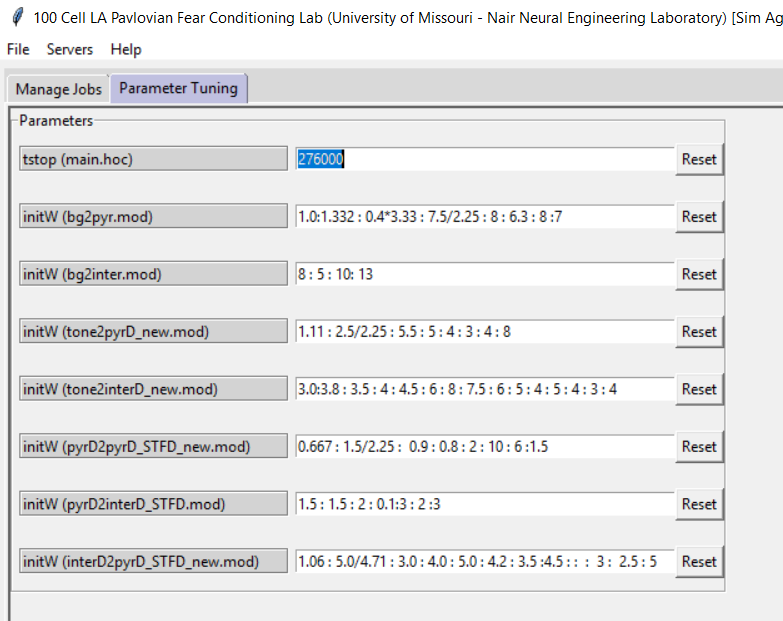 100 Cell LA Pavlovian Fear Conditioning Lab (University of Missouri - Nair Neural Engineering Laboratory) [Sim Ag
File Servers Help
Manage Jobs Parameter Tuning
Parameters
tstop (main.hoc) 276000 Reset
initW (bg2pyr.mod) 1.0:1.332 : 0.4*3.33 : 7.5/2.25 : 8 : 6.3 : 8 :7 Reset
initW (bg2inter.mod) 8 : 5 : 10: 13 Reset
initW (tone2pyrD_new.mod) 1.11 : 2.5/2.25 : 5.5 : 5 : 4 : 3 : 4 : 8 Reset
initW (tone2interD_new.mod) 3.0:3.8 : 3.5 : 4 : 4.5 : 6 : 8 : 7.5 : 6 : 5 : 4 : 5 : 4 : 3 : 4 Reset
initW (pyrD2pyrD_STFD_new.mod) 0.667 : 1.5/2.25 :  0.9 : 0.8 : 2 : 10 : 6 :1.5 Reset
initW (pyrD2interD_STFD.mod) 1.5 : 1.5 : 2 : 0.1:3 : 2 :3 Reset
initW (interD2pyrD_STFD_new.mod) 1.06 : 5.0/4.71 : 3.0 : 4.0 : 5.0 : 4.2 : 3.5 :4.5 : :  :  3 :  2.5 : 5 Reset